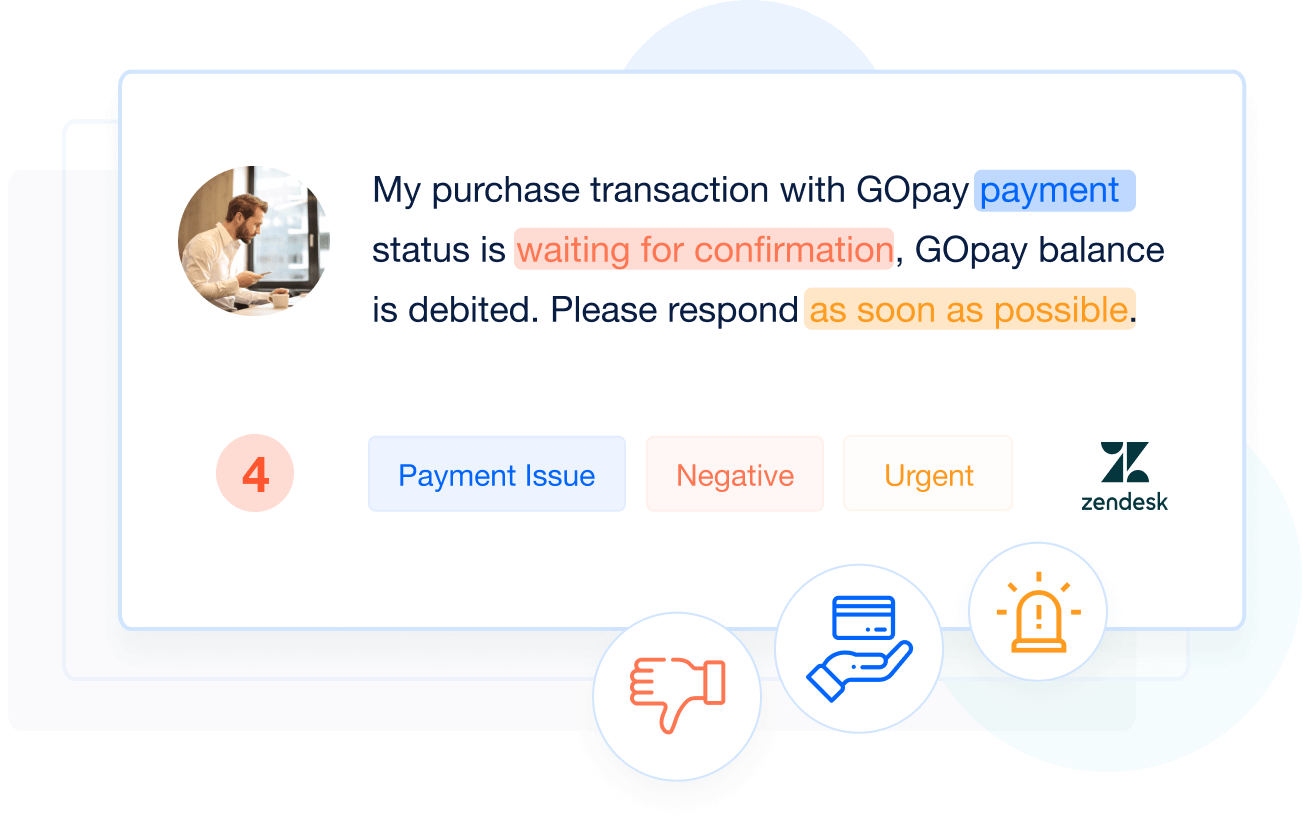 My purchase transaction with GOpay payment
status is waiting for confirmation, GOpay balance
is debited. Please respond as soon as possible.
4
Payment Issue
Negative
Urgent
zendesk